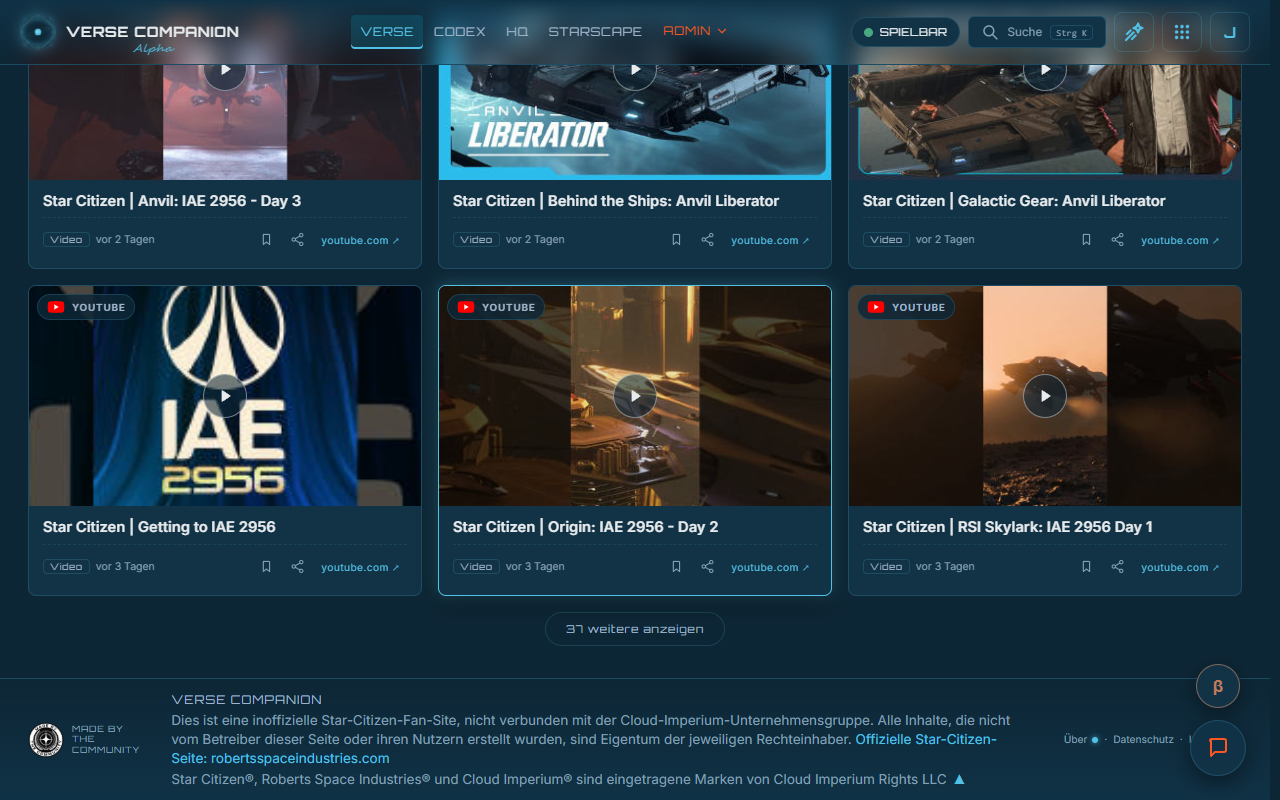 VERSE COMPANION
Alpha
VERSE CODEX HQ STARSCAPE ADMIN
SPIELBAR
Suche Strg K
ANVIL
LIBERATOR
Star Citizen | Anvil: IAE 2956 - Day 3
Video vor 2 Tagen youtube.com ↗
Star Citizen | Behind the Ships: Anvil Liberator
Video vor 2 Tagen youtube.com ↗
Star Citizen | Galactic Gear: Anvil Liberator
Video vor 2 Tagen youtube.com ↗
YOUTUBE
IAE
2956
Star Citizen | Getting to IAE 2956
Video vor 3 Tagen youtube.com ↗
YOUTUBE
Star Citizen | Origin: IAE 2956 - Day 2
Video vor 3 Tagen youtube.com ↗
YOUTUBE
Star Citizen | RSI Skylark: IAE 2956 Day 1
Video vor 3 Tagen youtube.com ↗
37 weitere anzeigen
β
MADE BY
THE
COMMUNITY
VERSE COMPANION
Dies ist eine inoffizielle Star-Citizen-Fan-Site, nicht verbunden mit der Cloud-Imperium-Unternehmensgruppe. Alle Inhalte, die nicht
vom Betreiber dieser Seite oder ihren Nutzern erstellt wurden, sind Eigentum der jeweiligen Rechteinhaber. Offizielle Star-Citizen-
Seite: robertsspaceindustries.com
Star Citizen®, Roberts Space Industries® und Cloud Imperium® sind eingetragene Marken von Cloud Imperium Rights LLC ▲
Über · Datenschutz ·